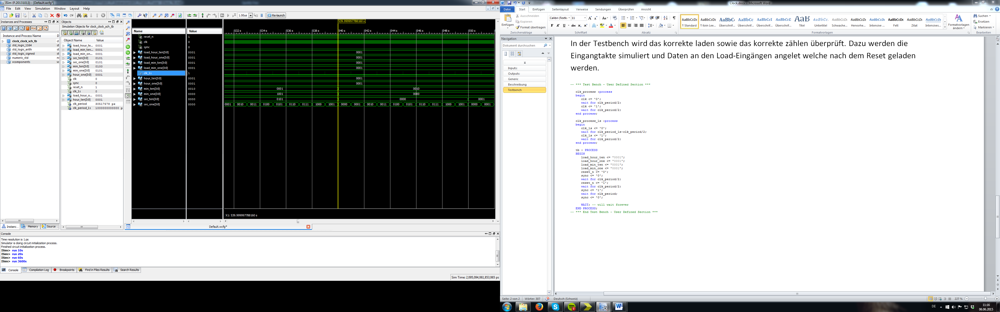 ISim (P.20131013) - [Default.wcfg*]
File Edit View Simulation Window Layout Help
1.00us Re-launch
Instances and Processes
Instance and Process Name
clock_clock_sch_tb
std_logic_1164
std_logic_arith
std_logic_signed
numeric_std
vcomponents
Instanc... Memory Source ...
Objects
Simulation Objects for clock_clock_sch_tb
Object Name Value
load_hour_te... 0001
load_min_ten... 0001
load_min_on... 0001
sec_ten[3:0] 0101
sec_one[3:0] 0101
min_ten[3:0] 0100
min_one[3:0] 0101
hour_one[3:0] 0001
clk 0
sync 0
reset_n 1
clk_1s 0
load_hour_o... 0001
hour_ten[3:0] 0001
clk_period 30517578 ps
clk_period_1s 1000000000000 p
Name Value
reset_n 1
clk 0
sync 0
load_hour_ten[3:0] 0001
load_hour_one[3:0] 0001
load_min_ten[3:0] 0001
load_min_one[3:0] 0001
clk_1s 1
hour_ten[3:0] 0001
hour_one[3:0] 0001
min_ten[3:0] 0010
min_one[3:0] 0000
sec_ten[3:0] 0000
sec_one[3:0] 0000
539.999997788160 s
532 s 534 s 536 s 538 s 540 s 542 s 544 s 546 s 548 s 550 s
0001
0001
0001
0001
0001
0001
0001 0010
1001 0000
0101 0000 0001
0001 0010 0011 0100 0101 0110 0111 1000 1001 0000 0001 0010 0011 0100 0101 0110 0111 1000 1001 0000 0001
X1: 539.999997788160 s
Default.wcfg*
Console
Time resolution is 1 ps
Simulator is doing circuit initialization process.
Finished circuit initialization process.
ISim> run 10s
ISim> run 20s
ISim> run 60s
ISim> run 3600s
Console Compilation Log Breakpoints Find in Files Results Search Results
Sim Time: 2,095,094,061,853,065 ps
Clock.docx - Microsoft Word
Datei Start Einfügen Seitenlayout Verweise Sendungen Überprüfen Ansicht
Einfügen
Ausschneiden
Kopieren
Format übertragen
Zwischenablage
Calibri (Textk 11
Schriftart
Absatz
¶ Standard ¶ Kein Lee... Überschrif... Überschrif... Überschrif... Überschrif... Titel Untertitel Schwache... Hervorhe... Intensive ... Fett Zitat Intensives...
Formatvorlagen
Formatvorlagen ändern
Suchen
Ersetzen
Markieren
Bearbeiten
Navigation
Dokument durchsuchen
Inputs:
Outputs:
Generic
Beschreibung
Testbench
In der Testbench wird das korrekte laden sowie das korrekte zählen überprüft. Dazu werden die
Eingangtakte simuliert und Daten an den Load-Eingängen angelet welche nach dem Reset geladen
werden.
-- *** Test Bench - User Defined Section ***
clk_process :process
begin
clk <= '0';
wait for clk_period/2;
clk <= '1';
wait for clk_period/2;
end process;
clk_process_1s :process
begin
clk_1s <= '0';
wait for clk_period_1s-clk_period/2;
clk_1s <= '1';
wait for clk_period/2;
end process;
tb : PROCESS
BEGIN
load_hour_ten <= "0001";
load_hour_one <= "0001";
load_min_ten <= "0001";
load_min_one <= "0001";
reset_n <= '0';
sync <= '0';
wait for clk_period/2;
reset_n <= '1';
wait for clk_period/2;
sync <= '1';
wait for clk_period;
sync <= '0';
WAIT; -- will wait forever
END PROCESS;
-- *** End Test Bench - User Defined Section ***
Seite: 2 von 2 Wörter: 307 Deutsch (Schweiz) 227 %
DE 11:16
06.06.2015